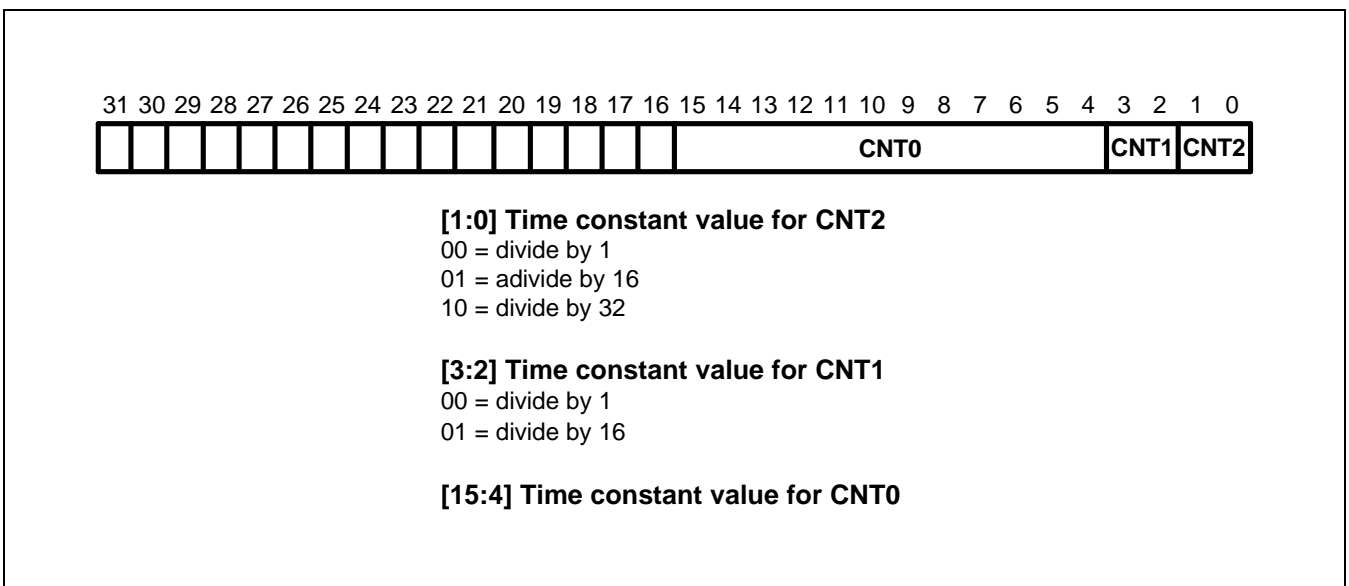 31 30 29 28 27 26 25 24 23 22 21 20 19 18 17 16 15 14 13 12 11 10 9 8 7 6 5 4 3 2 1 0
CNT0 CNT1 CNT2
[1:0] Time constant value for CNT2
00 = divide by 1
01 = adivide by 16
10 = divide by 32
[3:2] Time constant value for CNT1
00 = divide by 1
01 = divide by 16
[15:4] Time constant value for CNT0